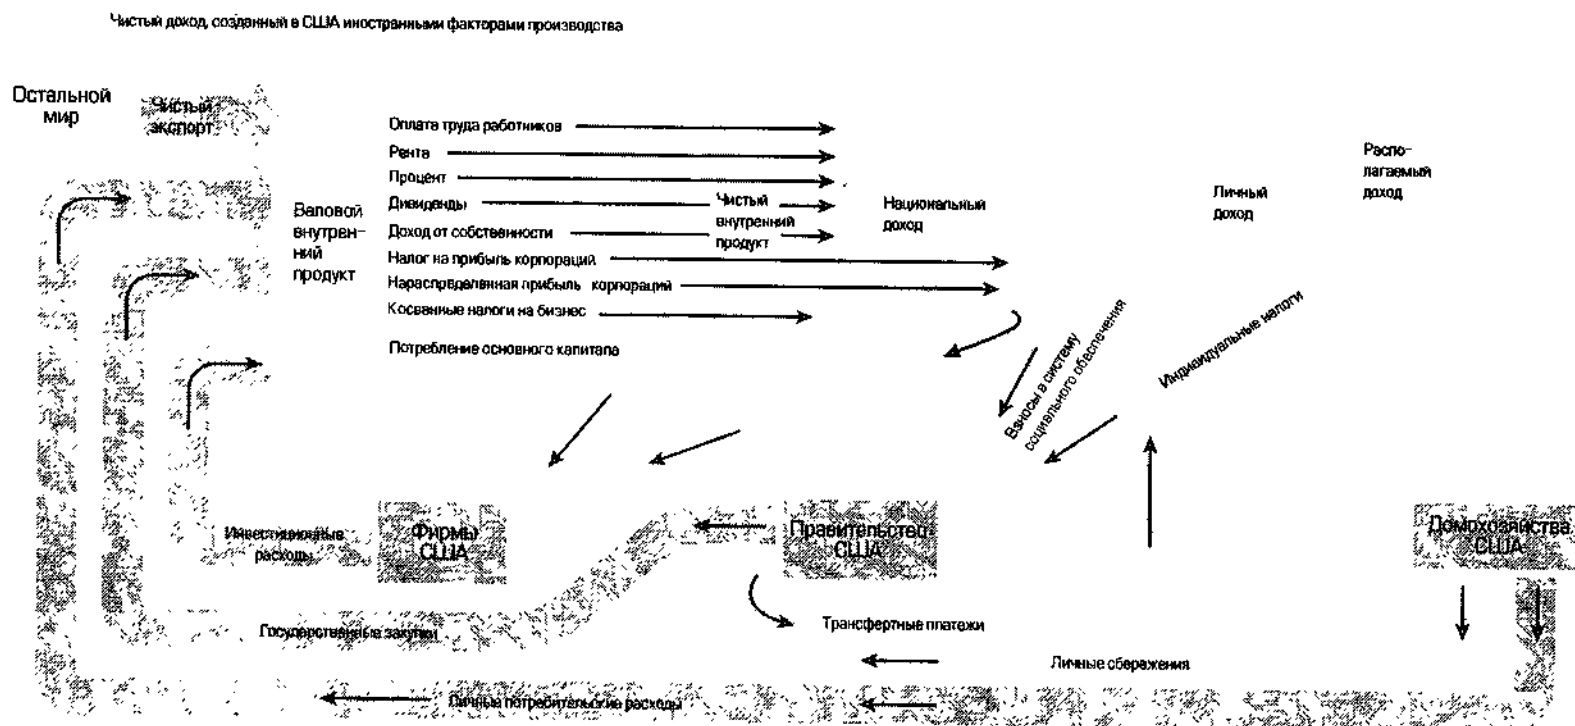 Чистый доход, созданный в США иностранными факторами производства
Остальной
мир
Чистый
экспорт
Валовой
внутрен-
ний
продукт
Оплата труда работников
Рента
Процент
Дивиденды
Доход от собственности
Налог на прибыль корпораций
Нараспрвделенная прибыль корпораций
Косвенные налоги на бизнес
Потребление основного капитапа
Чистый
внутренний
продукт
Национальный
доход
Личный
доход
Распо-
лагаемый
доход
Взносы в систему
социального обеспечения
Индивидуальные налоги
Инвестиционные
расходы
Фирмы
США
Правительство
США
Домохозяйства
США
Государственные закупки
Трансфертные платежи
Личные сбережения
Личные потребительские расходы